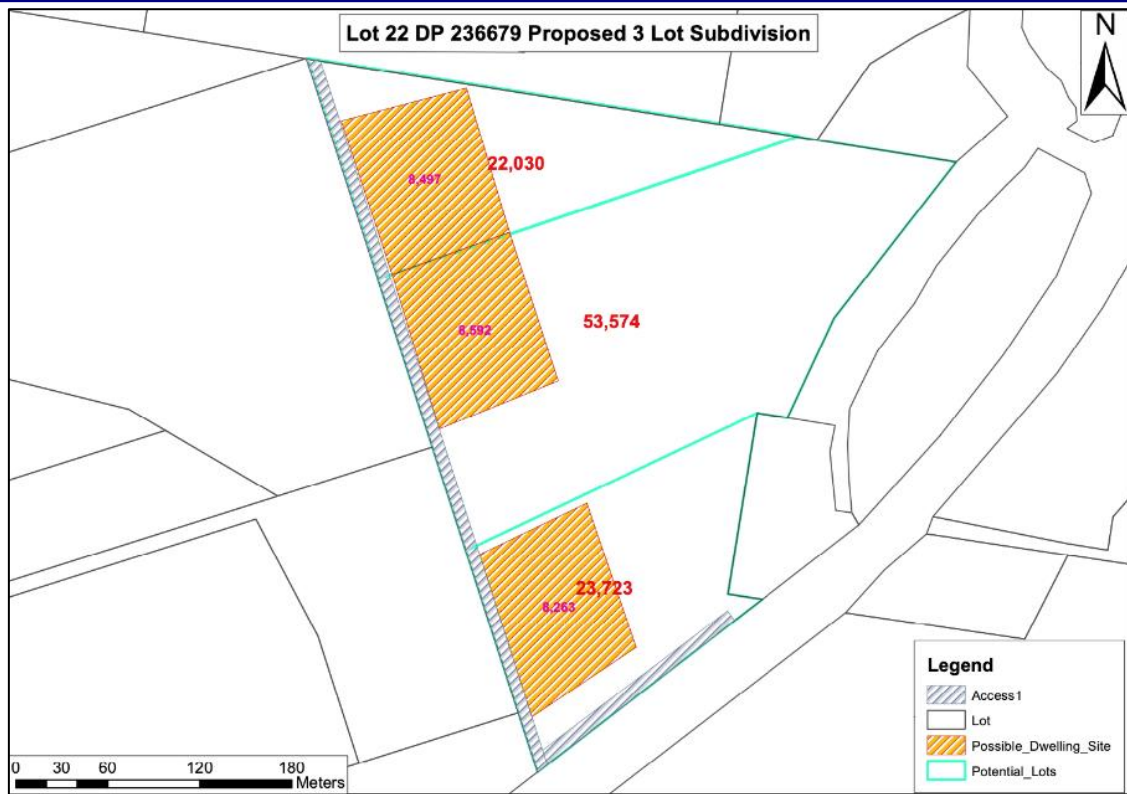 Lot 22 DP 236679 Proposed 3 Lot Subdivision
N
22,030
8,497
53,574
8,592
23,723
8,263
Legend
Access1
Lot
Possible_Dwelling_Site
Potential_Lots
0 30 60 120 180
Meters